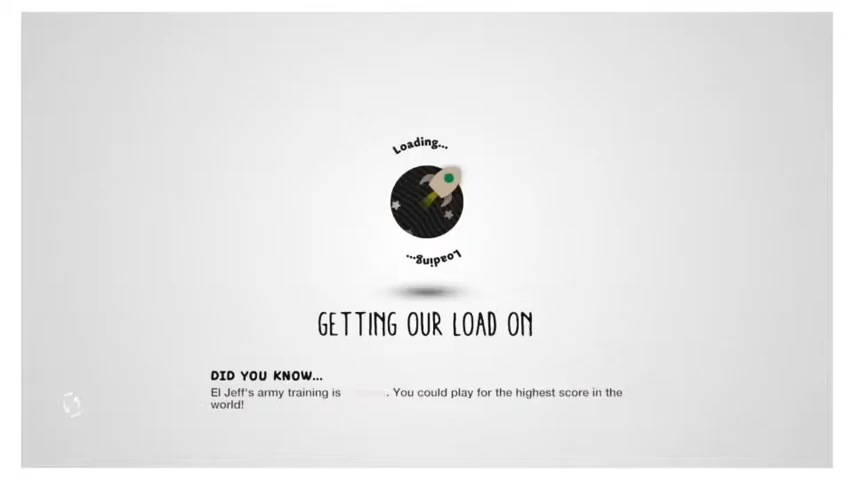 Loading...
Loading...
GETTING OUR LOAD ON
DID YOU KNOW...
El Jeff's army training is . You could play for the highest score in the
world!